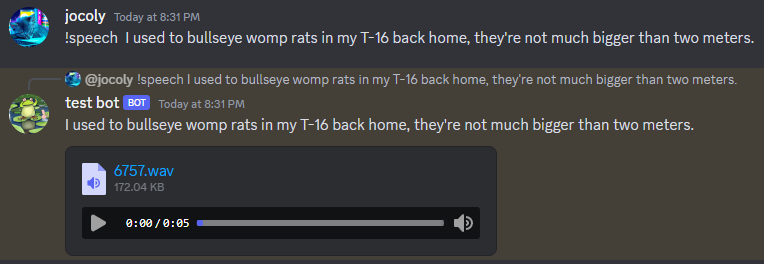 jocoly Today at 8:31 PM
!speech I used to bullseye womp rats in my T-16 back home, they're not much bigger than two meters.
@jocoly !speech I used to bullseye womp rats in my T-16 back home, they're not much bigger than two meters.
test bot BOT Today at 8:31 PM
I used to bullseye womp rats in my T-16 back home, they're not much bigger than two meters.
6757.wav
172.04 KB
0:00/0:05